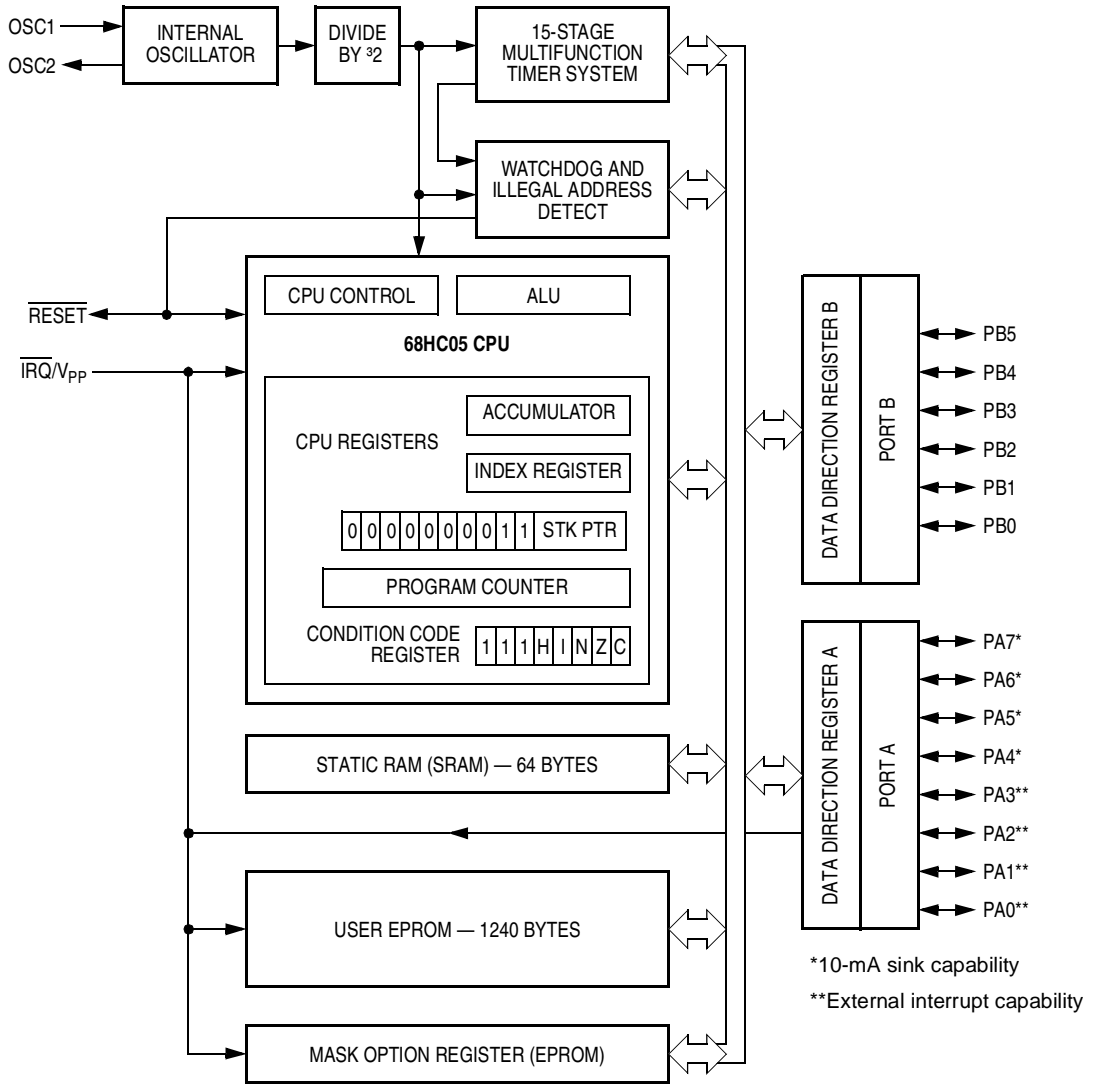 OSC1
OSC2
INTERNAL
OSCILLATOR
DIVIDE
BY ³2
15-STAGE
MULTIFUNCTION
TIMER SYSTEM
WATCHDOG AND
ILLEGAL ADDRESS
DETECT
RESET
IRQ/VPP
CPU CONTROL
ALU
68HC05 CPU
CPU REGISTERS
ACCUMULATOR
INDEX REGISTER
0 0 0 0 0 0 0 0 1 1 STK PTR
PROGRAM COUNTER
CONDITION CODE
REGISTER
1 1 1 H I N Z C
STATIC RAM (SRAM) — 64 BYTES
USER EPROM — 1240 BYTES
MASK OPTION REGISTER (EPROM)
DATA DIRECTION REGISTER B
PORT B
PB5
PB4
PB3
PB2
PB1
PB0
DATA DIRECTION REGISTER A
PORT A
PA7*
PA6*
PA5*
PA4*
PA3**
PA2**
PA1**
PA0**
*10-mA sink capability
**External interrupt capability